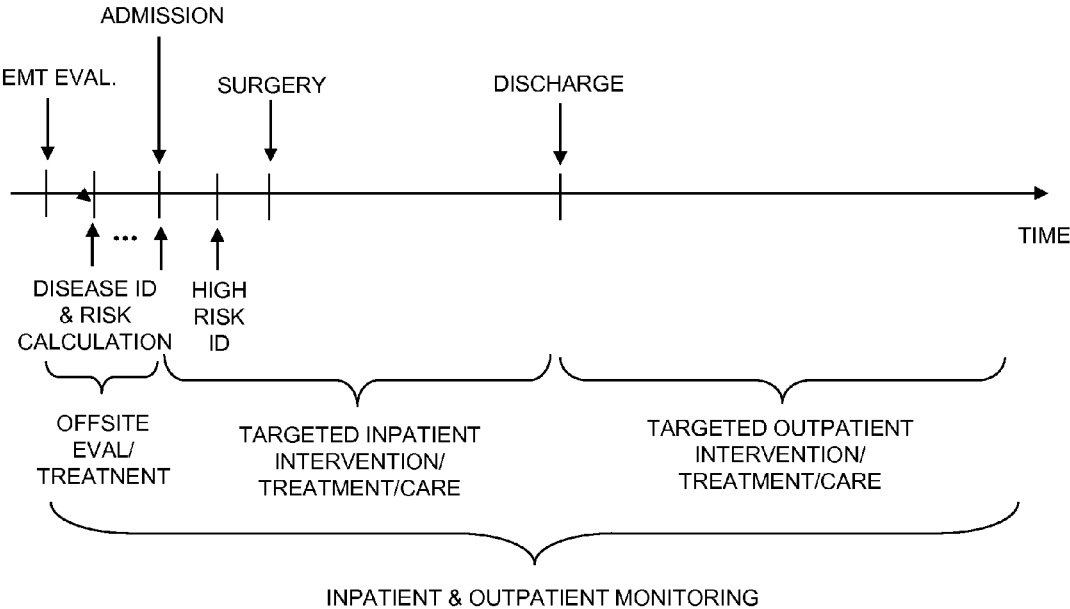 ADMISSION
EMT EVAL.
SURGERY
DISCHARGE
TIME
...
DISEASE ID
& RISK
CALCULATION
HIGH
RISK
ID
OFFSITE
EVAL/
TREATNENT
TARGETED INPATIENT
INTERVENTION/
TREATMENT/CARE
TARGETED OUTPATIENT
INTERVENTION/
TREATMENT/CARE
INPATIENT & OUTPATIENT MONITORING